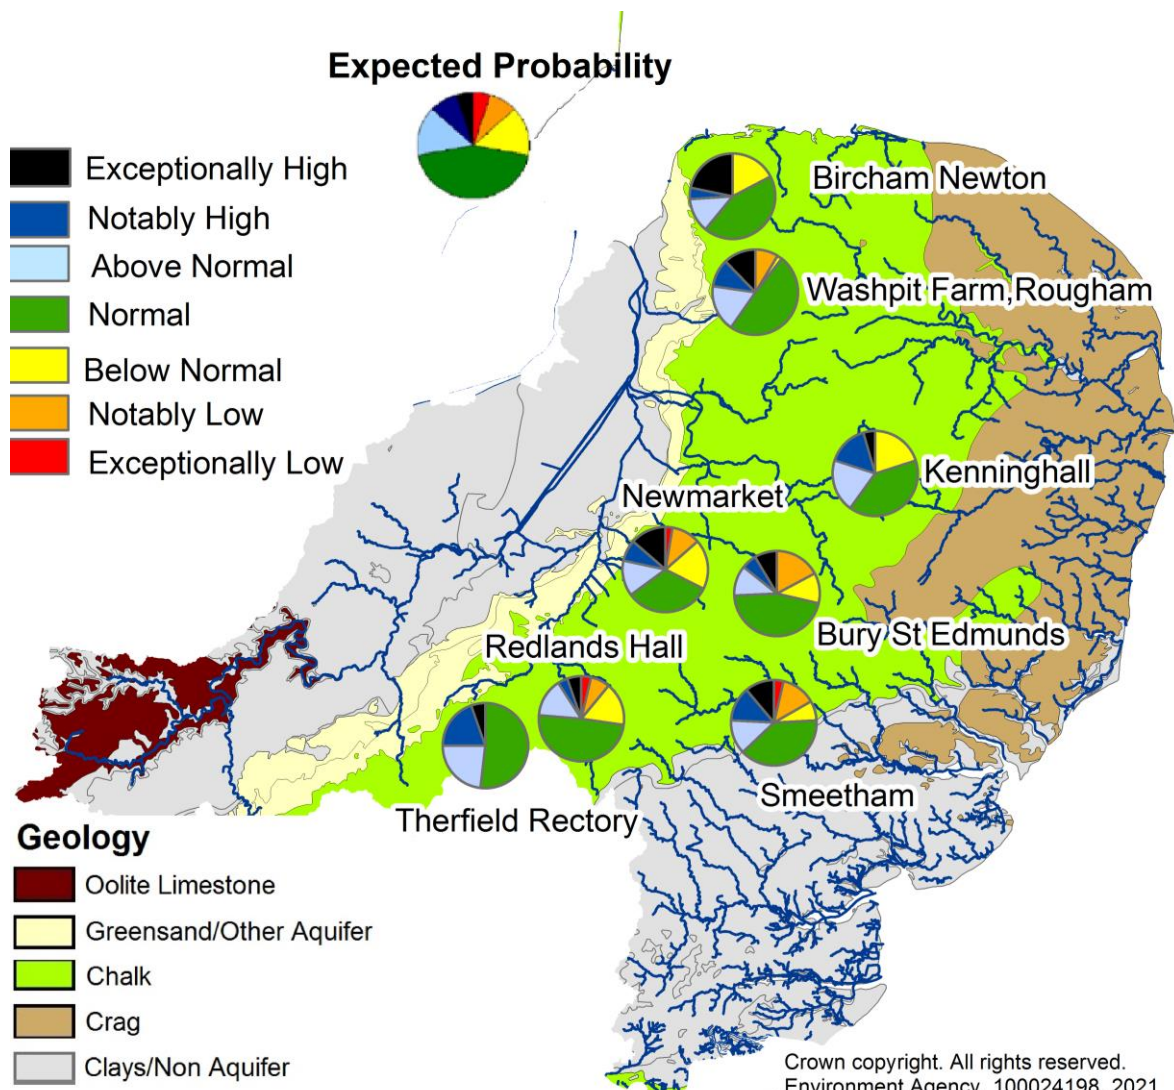 Expected Probability
Exceptionally High
Notably High
Above Normal
Normal
Below Normal
Notably Low
Exceptionally Low
Bircham Newton
Washpit Farm,Rougham
Kenninghall
Newmarket
Bury St Edmunds
Redlands Hall
Smeetham
Therfield Rectory
Geology
Oolite Limestone
Greensand/Other Aquifer
Chalk
Crag
Clays/Non Aquifer
Crown copyright. All rights reserved.
Environment Agency, 100024198, 2021